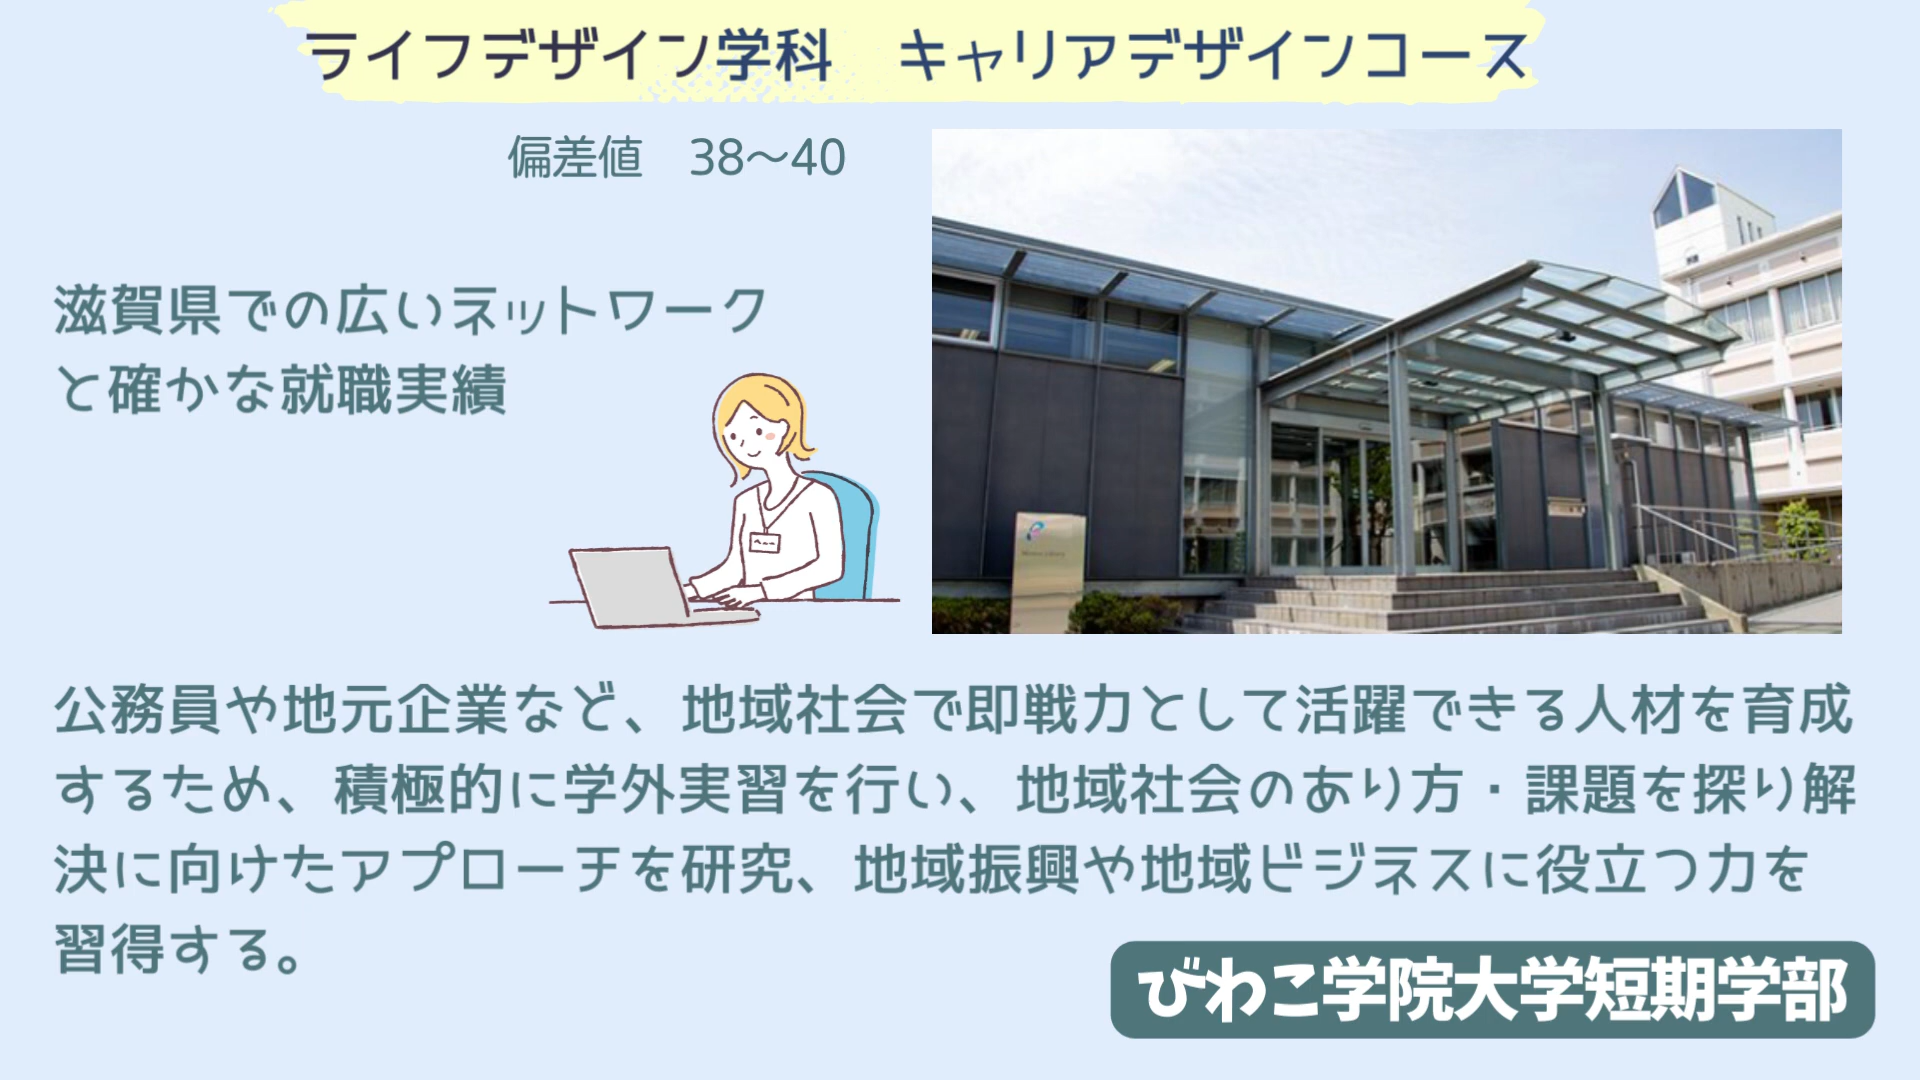 ライフデザイン学科　キャリアデザインコース
偏差値　38～40
滋賀県での広いネットワーク
と確かな就職実績
公務員や地元企業など、地域社会で即戦力として活躍できる人材を育成
するため、積極的に学外実習を行い、地域社会のあり方・課題を探り解
決に向けたアプローチを研究、地域振興や地域ビジネスに役立つ力を
習得する。
びわこ学院大学短期学部